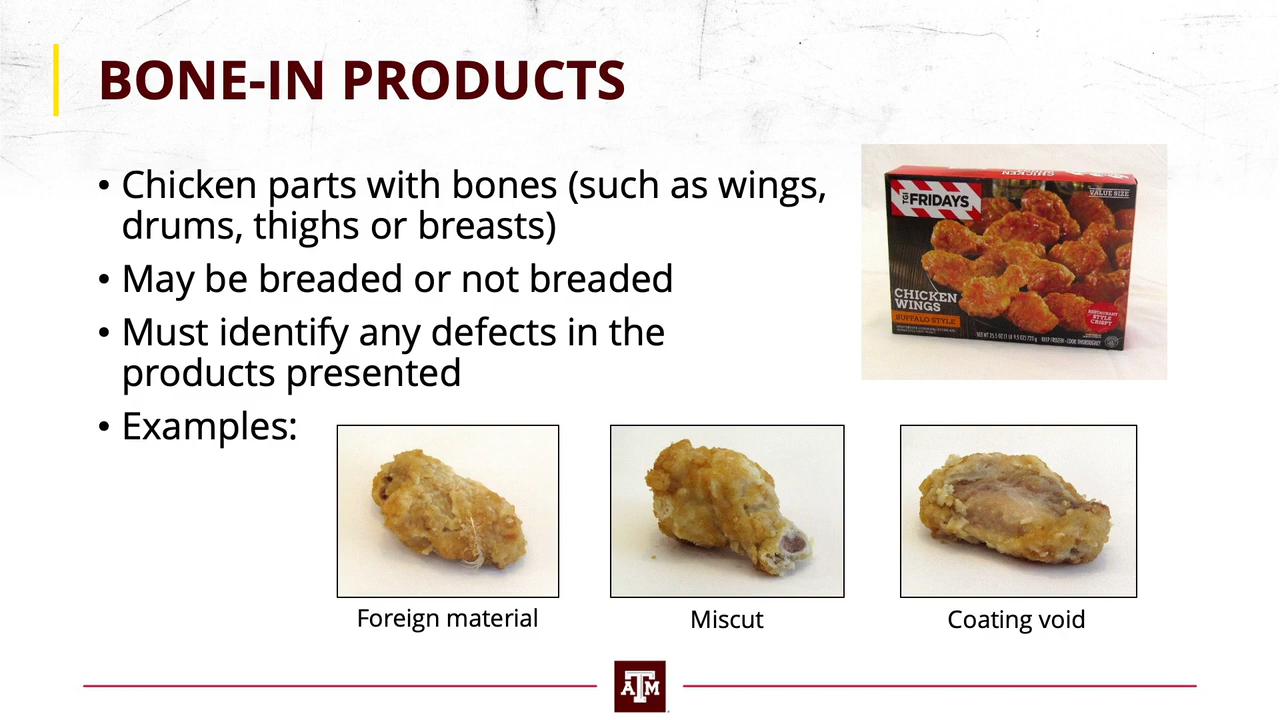 BONE-IN PRODUCTS
• Chicken parts with bones (such as wings,
drums, thighs or breasts)
• May be breaded or not breaded
• Must identify any defects in the
products presented
• Examples:
TGI FRIDAYS
VALUE SIZE
CHICKEN
WINGS
BUFFALO STYLE
RESTAURANT
STYLE
CRISPY
Foreign material
Miscut
Coating void
ATM